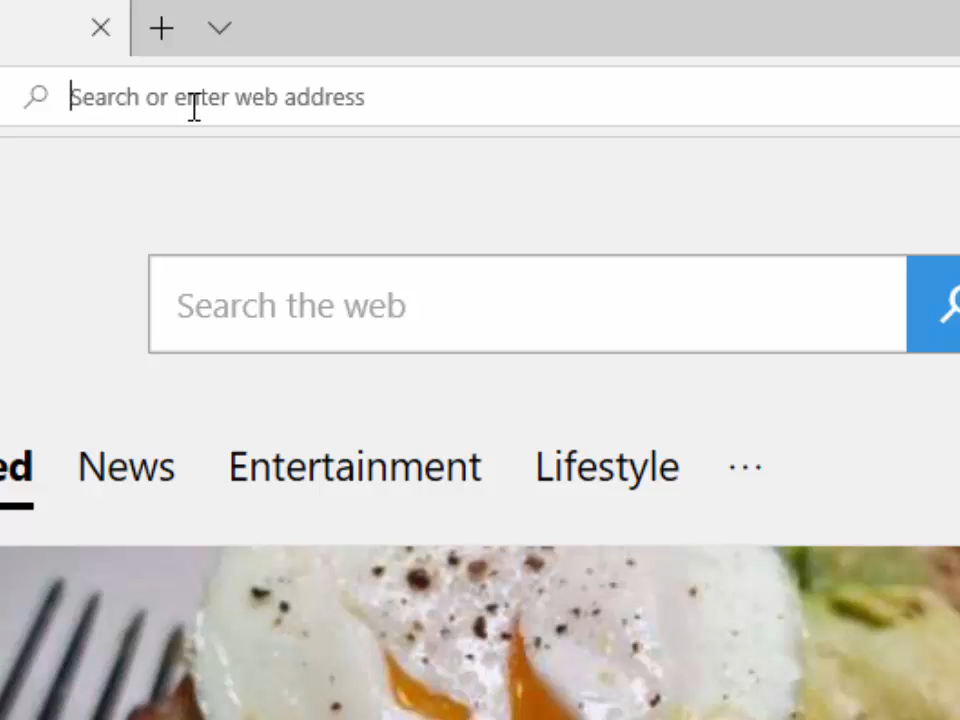 Search or enter web address
Search the web
ed News Entertainment Lifestyle ...